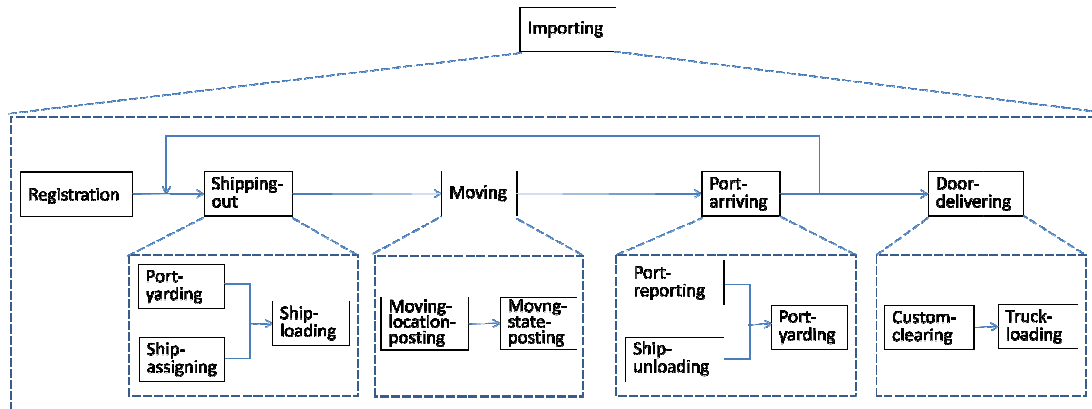 Importing
Registration
Shipping-
out
Moving
Port-
arriving
Door-
delivering
Port-
yarding
Ship-
assigning
Ship-
loading
Moving-
location-
posting
Movng-
state-
posting
Port-
reporting
Ship-
unloading
Port-
yarding
Custom-
clearing
Truck-
loading